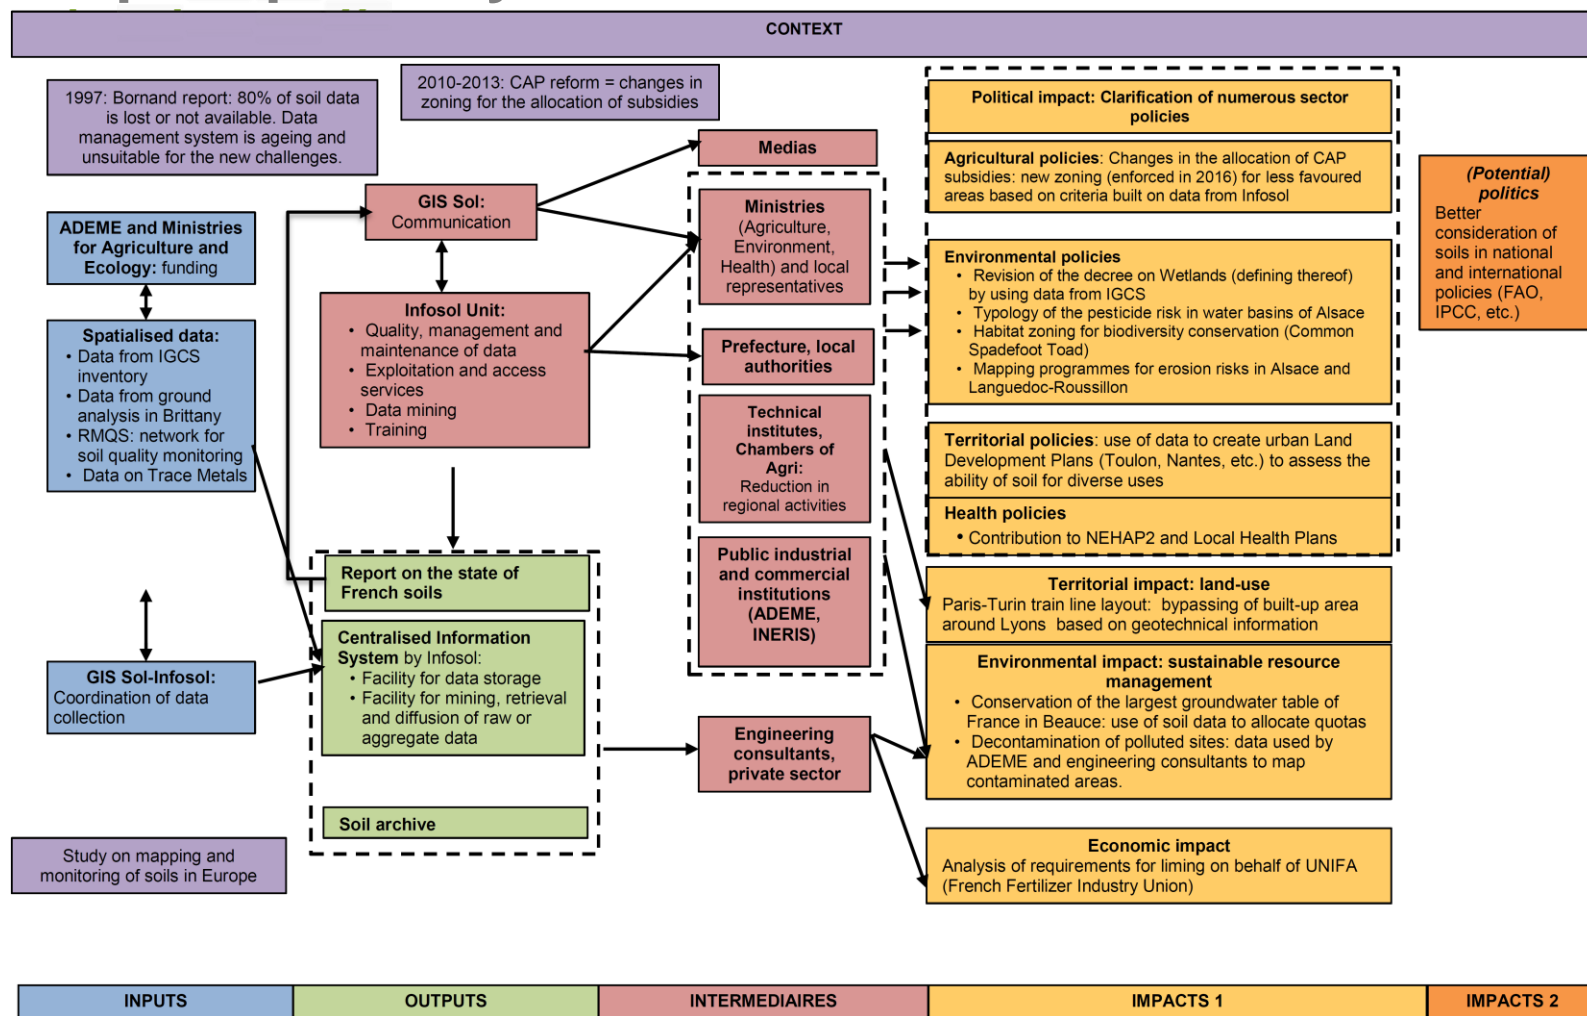 CONTEXT
1997: Bornand report: 80% of soil data
is lost or not available. Data
management system is ageing and
unsuitable for the new challenges.
2010-2013: CAP reform = changes in
zoning for the allocation of subsidies
ADEME and Ministries
for Agriculture and
Ecology: funding
Spatialised data:
• Data from IGCS
inventory
• Data from ground
analysis in Brittany
• RMQS: network for
soil quality monitoring
• Data on Trace Metals
GIS Sol-Infosol:
Coordination of data
collection
Study on mapping and
monitoring of soils in Europe
GIS Sol:
Communication
Infosol Unit:
• Quality, management and
maintenance of data
• Exploitation and access
services
• Data mining
• Training
Report on the state of
French soils
Centralised Information
System by Infosol:
• Facility for data storage
• Facility for mining, retrieval
and diffusion of raw or
aggregate data
Soil archive
Medias
Ministries
(Agriculture,
Environment,
Health) and local
representatives
Prefecture, local
authorities
Technical
institutes,
Chambers of
Agri:
Reduction in
regional activities
Public industrial
and commercial
institutions
(ADEME,
INERIS)
Engineering
consultants,
private sector
Political impact: Clarification of numerous sector
policies
Agricultural policies: Changes in the allocation of CAP
subsidies: new zoning (enforced in 2016) for less favoured
areas based on criteria built on data from Infosol
Environmental policies
• Revision of the decree on Wetlands (defining thereof)
by using data from IGCS
• Typology of the pesticide risk in water basins of Alsace
• Habitat zoning for biodiversity conservation (Common
Spadefoot Toad)
• Mapping programmes for erosion risks in Alsace and
Languedoc-Roussillon
Territorial policies: use of data to create urban Land
Development Plans (Toulon, Nantes, etc.) to assess the
ability of soil for diverse uses
Health policies
• Contribution to NEHAP2 and Local Health Plans
Territorial impact: land-use
Paris-Turin train line layout: bypassing of built-up area
around Lyons based on geotechnical information
Environmental impact: sustainable resource
management
• Conservation of the largest groundwater table of
France in Beauce: use of soil data to allocate quotas
• Decontamination of polluted sites: data used by
ADEME and engineering consultants to map
contaminated areas.
Economic impact
Analysis of requirements for liming on behalf of UNIFA
(French Fertilizer Industry Union)
(Potential)
politics
Better
consideration of
soils in national
and international
policies (FAO,
IPCC, etc.)
INPUTS
OUTPUTS
INTERMEDIAIRES
IMPACTS 1
IMPACTS 2